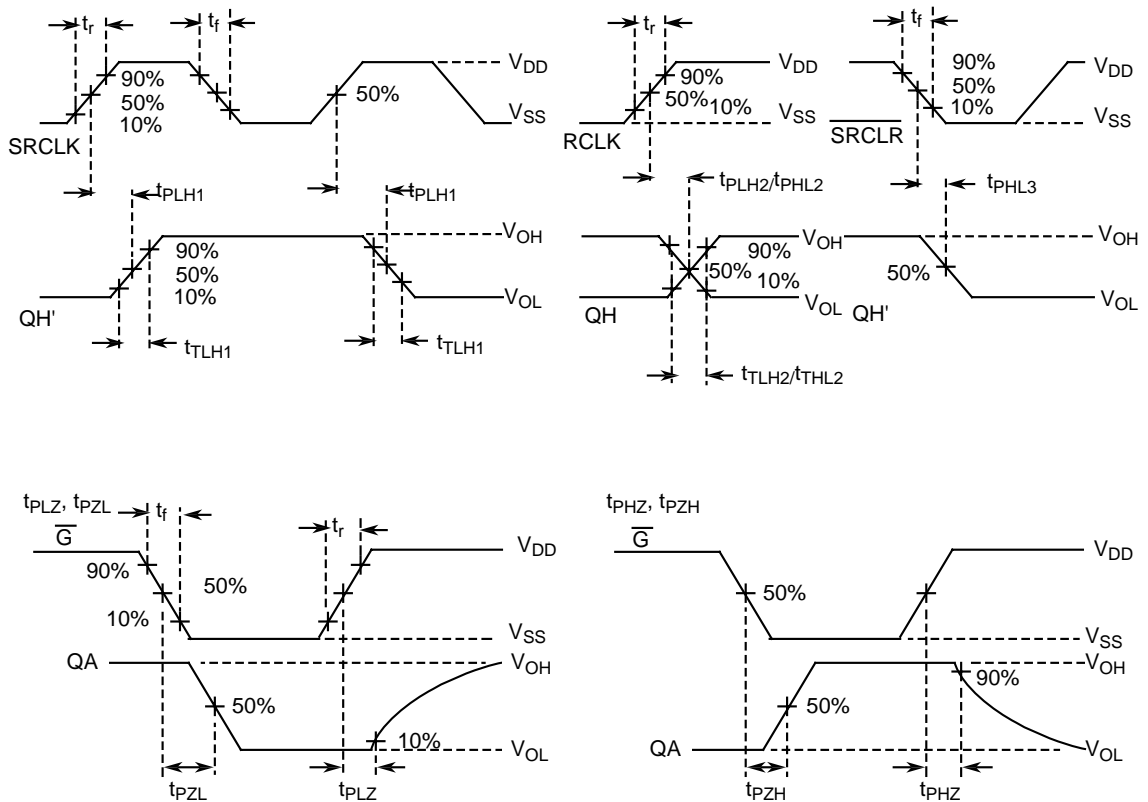 tr
tf
90%
50%
10%
50%
VDD
VSS
SRCLK
tPLH1
tPLH1
90%
50%
10%
VOH
VOL
QH'
tTLH1
tTLH1
tr
90%
50%
10%
VDD
VSS
RCLK
tPLH2/tPHL2
VOH
90%
50%
10%
VOL
QH
tTLH2/tTHL2
tf
90%
50%
10%
VDD
VSS
SRCLR
tPHL3
VOH
50%
VOL
QH'
tPLZ, tPZL
G
tf
tr
90%
50%
10%
VDD
VSS
QA
VOH
50%
10%
VOL
tPZL
tPLZ
tPHZ, tPZH
G
50%
VDD
VSS
VOH
90%
50%
QA
VOL
tPZH
tPHZ